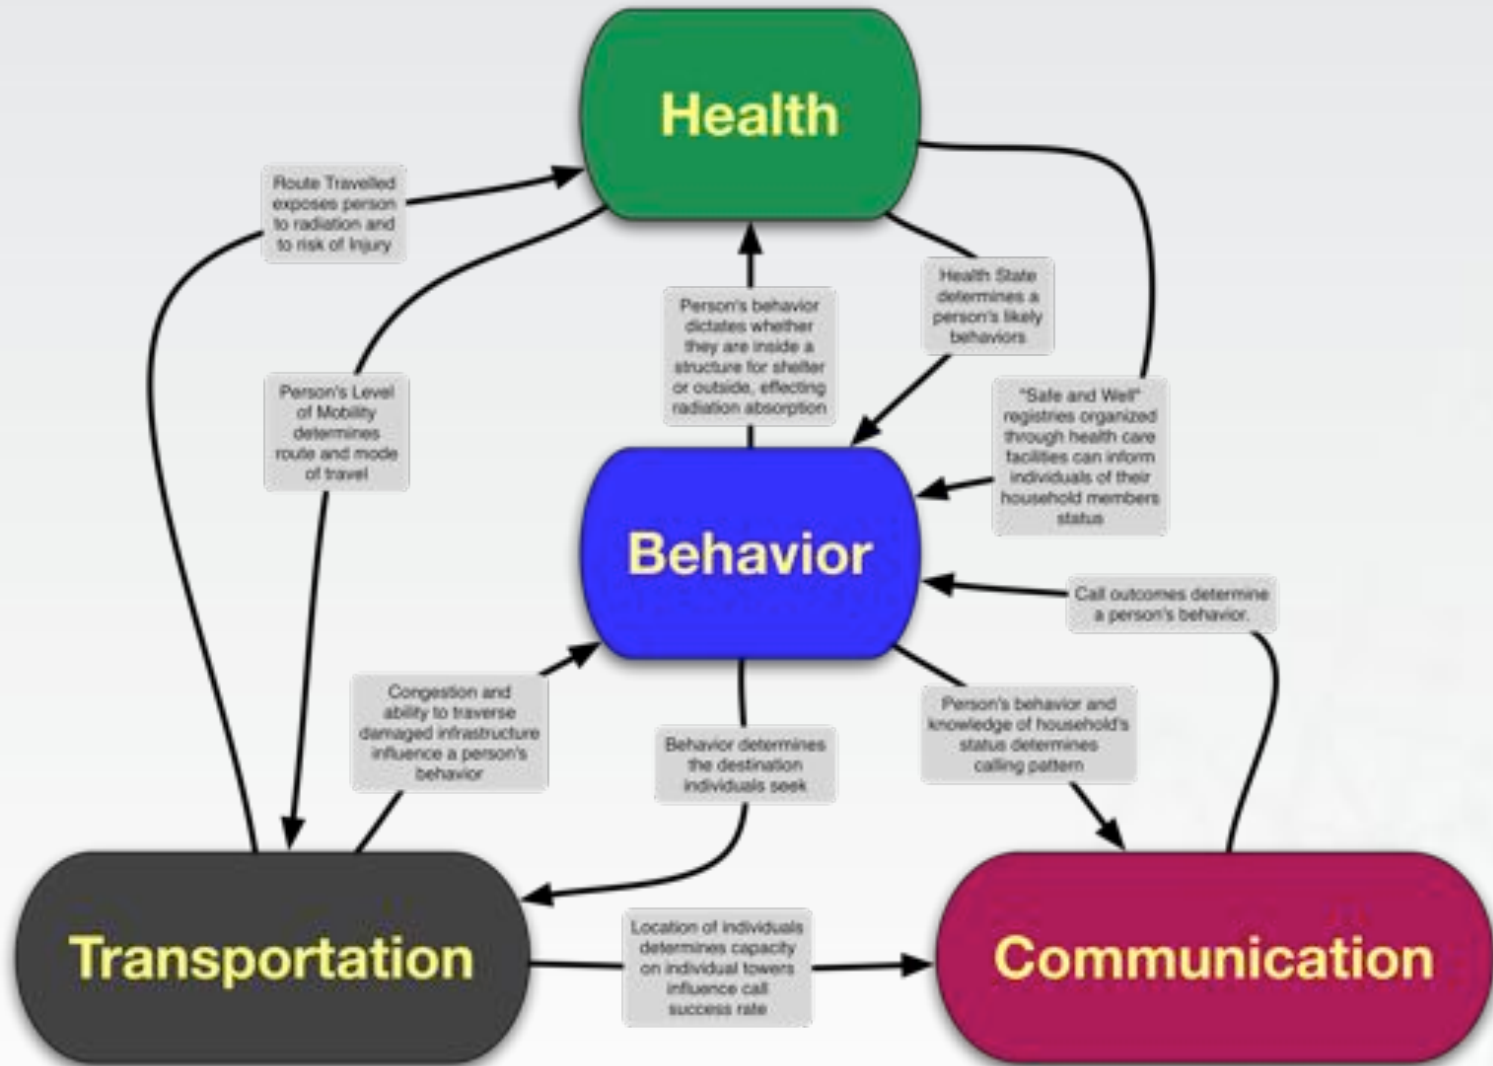 Health
Route Travelled
exposes person
to radiation and
to risk of Injury
Person's behavior
dictates whether
they are inside a
structure for shelter
or outside, effecting
radiation absorption
Health State
determines a
person's likely
behaviors
Person's Level
of Mobility
determines
route and mode
of travel
"Safe and Well"
registries organized
through health care
facilities can inform
individuals of their
household members
status
Behavior
Call outcomes determine
a person's behavior.
Congestion and
ability to traverse
damaged infrastructure
influence a person's
behavior
Behavior determines
the destination
individuals seek
Person's behavior and
knowledge of household's
status determines
calling pattern
Transportation
Location of individuals
determines capacity
on individual towers
influence call
success rate
Communication